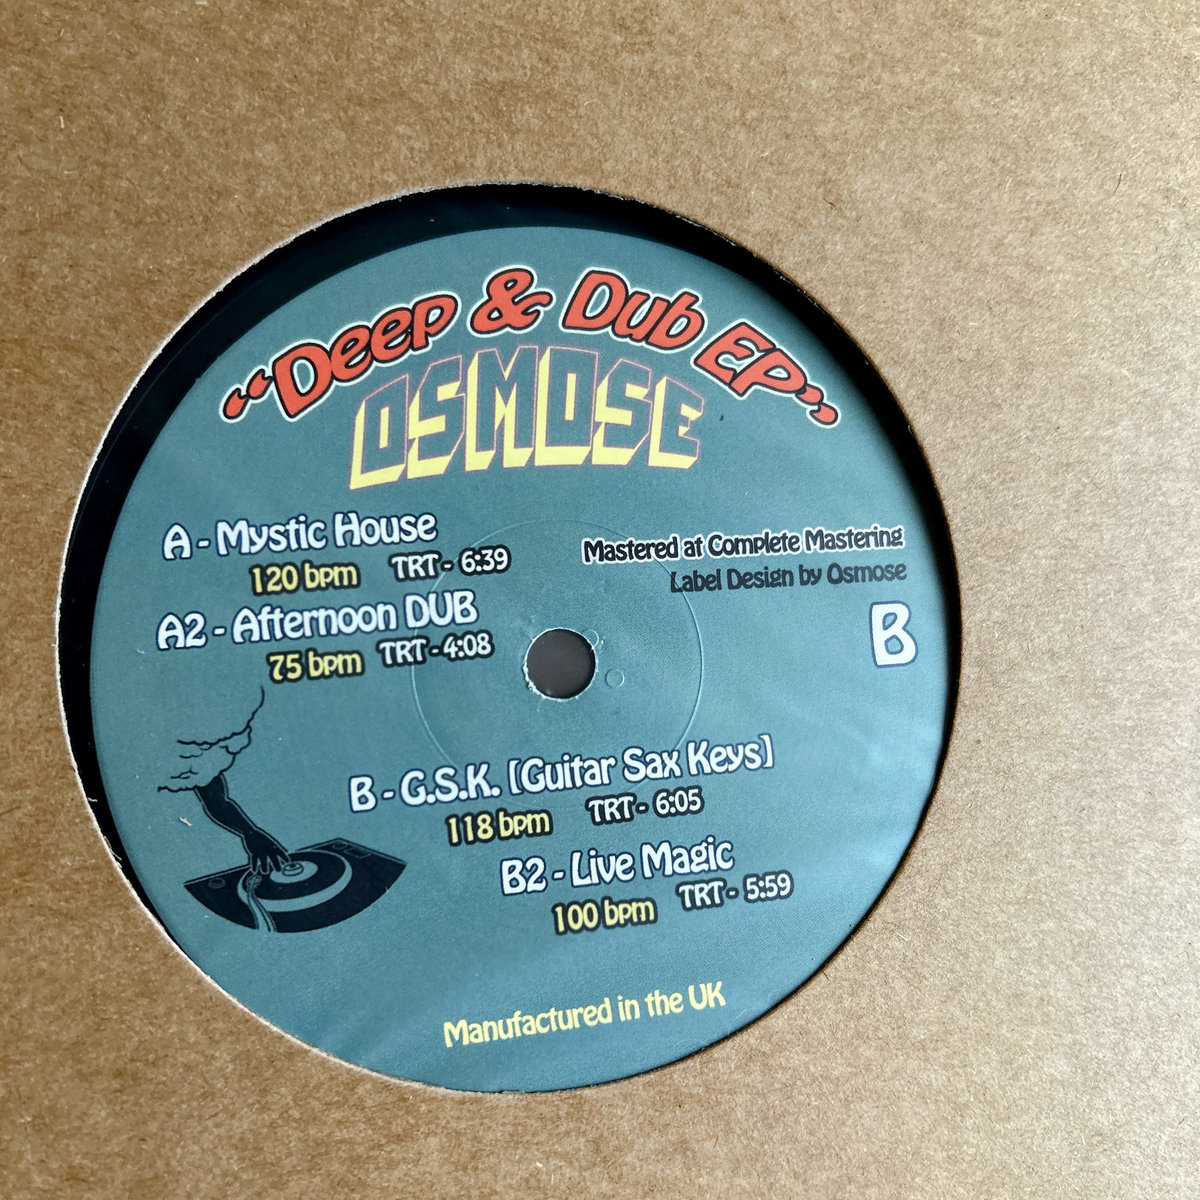 “Deep & Dub EP”
OSMOSE
A - Mystic House
120 bpm TRT - 6:39
A2 - Afternoon DUB
75 bpm TRT - 4:08
Mastered at Complete Mastering
Label Design by Osmose
B
B - G.S.K. [Guitar Sax Keys]
118 bpm TRT - 6:05
B2 - Live Magic
100 bpm TRT - 5:59
Manufactured in the UK